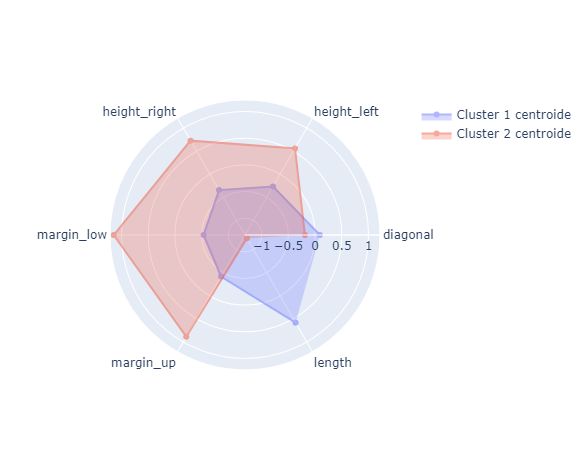 height_right
height_left
Cluster 1 centroide
Cluster 2 centroide
margin_low
diagonal
−1 −0.5 0 0.5 1
margin_up
length